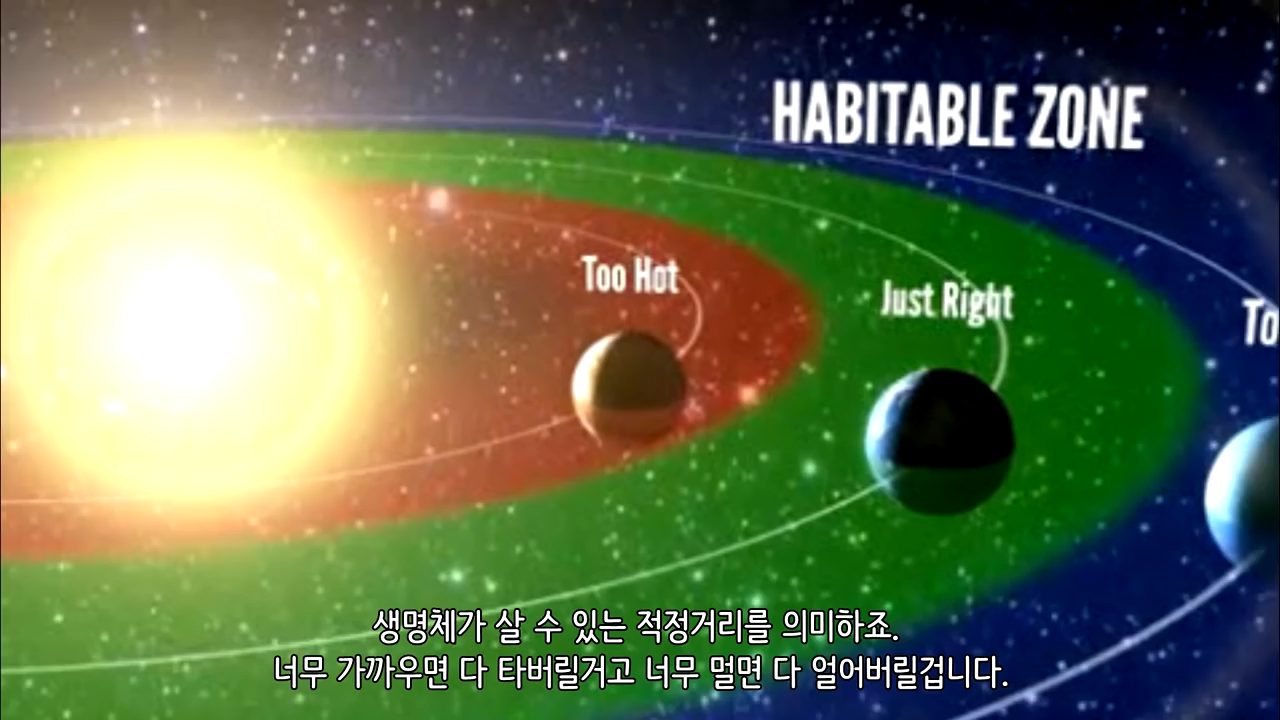 HABITABLE ZONE
Too Hot
Just Right
To
생명체가 살 수 있는 적정거리를 의미하죠.
너무 가까우면 다 타버릴거고 너무 멀면 다 얼어버릴겁니다.